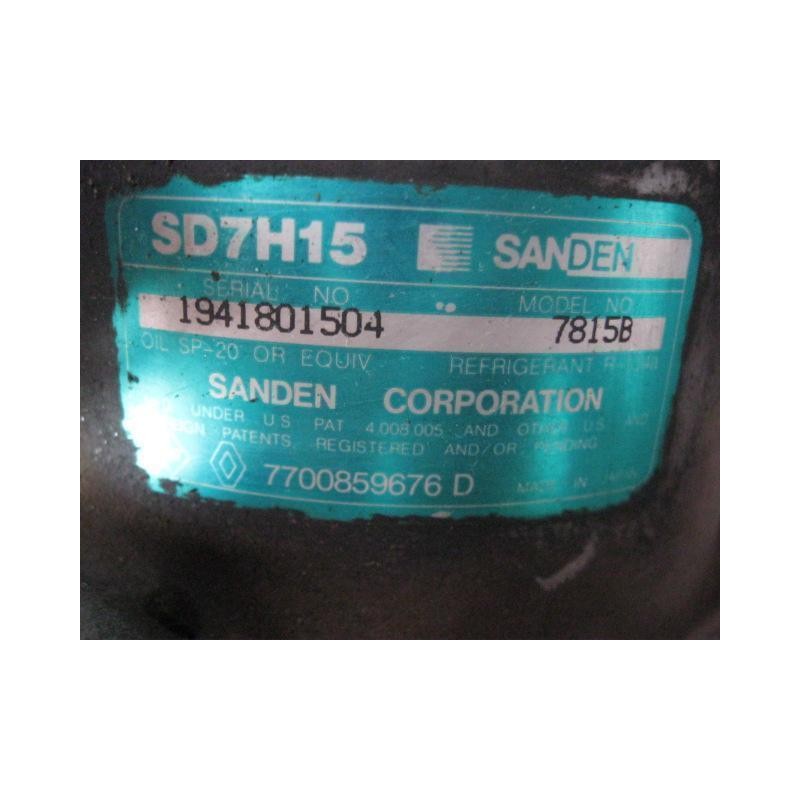 SD7H15 SANDEN
SERIAL NO. MODEL NO.
1941801504 7815B
OIL SP-20 OR EQUIV REFRIGERANT
SANDEN CORPORATION
UNDER U.S PAT 4.008.005 AND OTHER U.S AND
PATENTS, REGISTERED AND/OR PENDING
7700859676 D MADE IN JAPAN